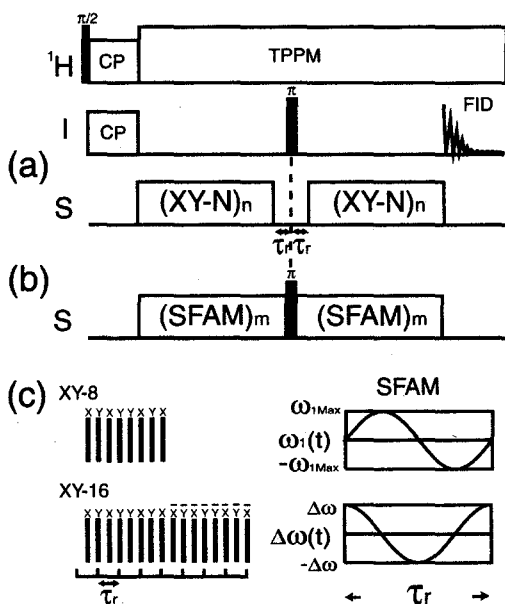 π/2
¹H CP TPPM
π
I CP FID
(a)
S (XY-N)n (XY-N)n
τr τr
(b) π
S (SFAM)m (SFAM)m
(c) XY-8 SFAM
X Y X Y Y X Y X
ω1Max
ω1(t)
-ω1Max
XY-16
X Y X Y Y X Y X X Y X Y Y X Y X
Δω
Δω(t)
-Δω
τr
τr